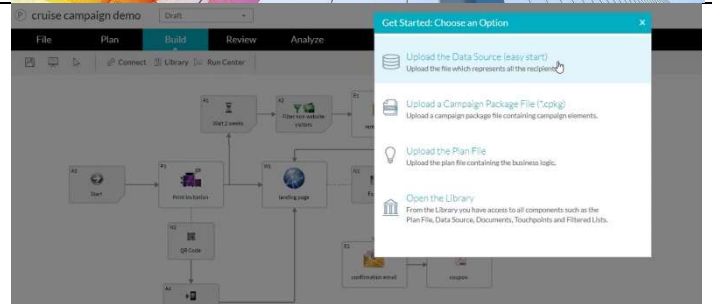 P cruise campaign demo Draft
File Plan Build Review Analyze
Connect Library Run Center
Get Started: Choose an Option X
Upload the Data Source (easy start)
Upload the file which represents all the recipients.
Upload a Campaign Package File (*.cpkg)
Upload a campaign package file containing campaign elements.
Upload the Plan File
Upload the plan file containing the business logic.
Open the Library
From the Library you have access to all components such as the
Plan File, Data Source, Documents, Touchpoints and Filtered Lists.
Wait 2 weeks
Filter non website
visitors
Start
Print Invitation
landing page
QR Code
confirmation email
coupon